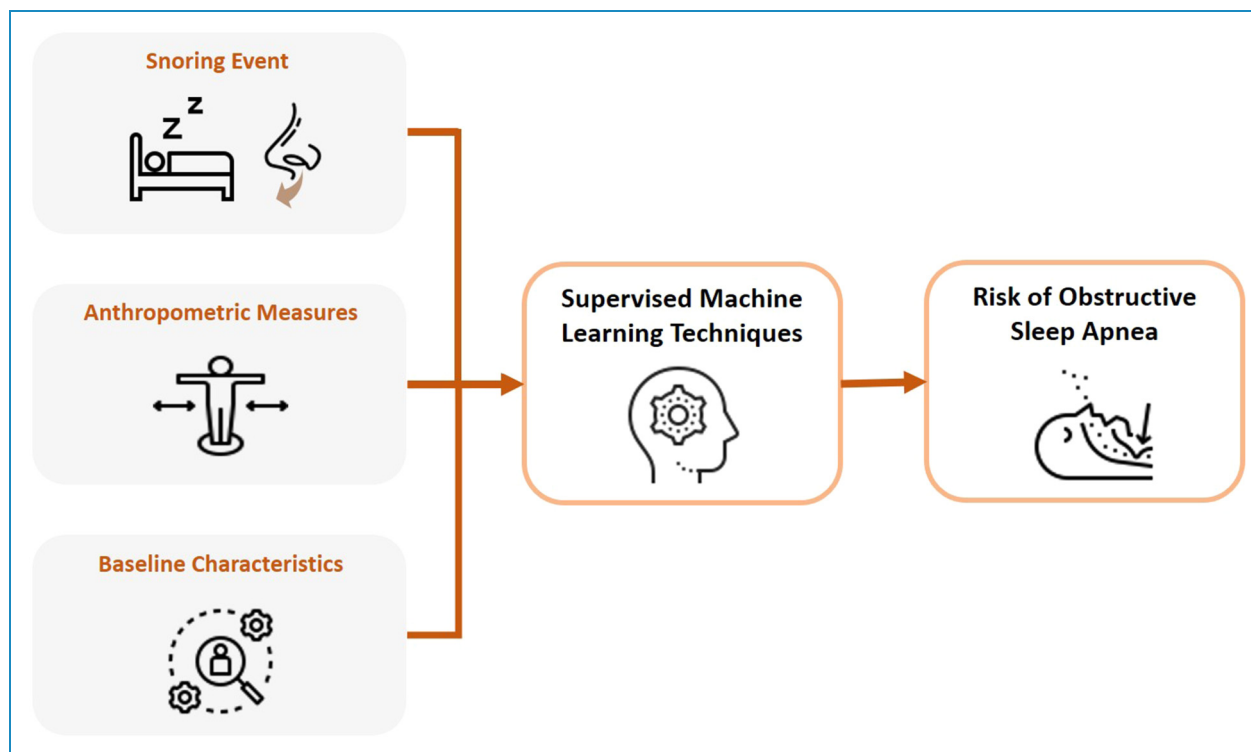 Snoring Event
z
Z
Anthropometric Measures
Baseline Characteristics
Supervised Machine
Learning Techniques
Risk of Obstructive
Sleep Apnea